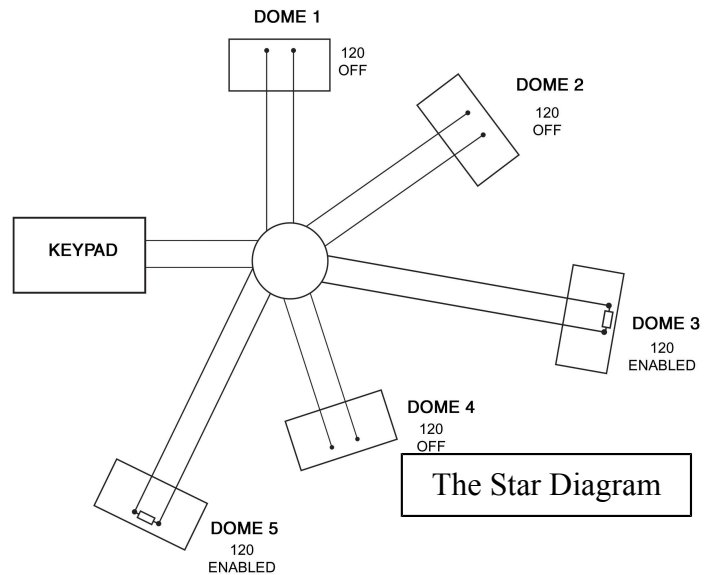 DOME 1
120
OFF
DOME 2
120
OFF
KEYPAD
DOME 3
120
ENABLED
DOME 4
120
OFF
The Star Diagram
DOME 5
120
ENABLED